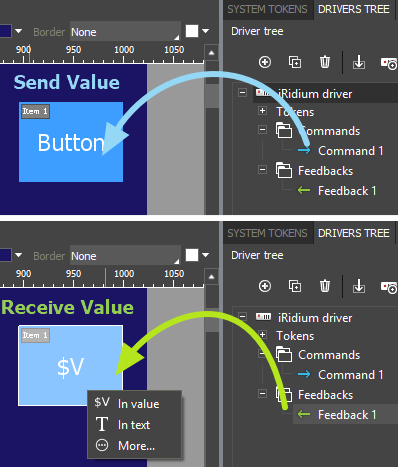 SYSTEM TOKENS DRIVERS TREE
Border None
Driver tree
900 950 1000 1050
Send Value
Item 1
Button
iRidium driver
Tokens
Commands
Command 1
Feedbacks
Feedback 1
SYSTEM TOKENS DRIVERS TREE
Border None
Driver tree
900 950 1000 1050
Receive Value
Item 1
$V
iRidium driver
Tokens
Commands
Command 1
Feedbacks
Feedback 1
$V In value
T In text
More...